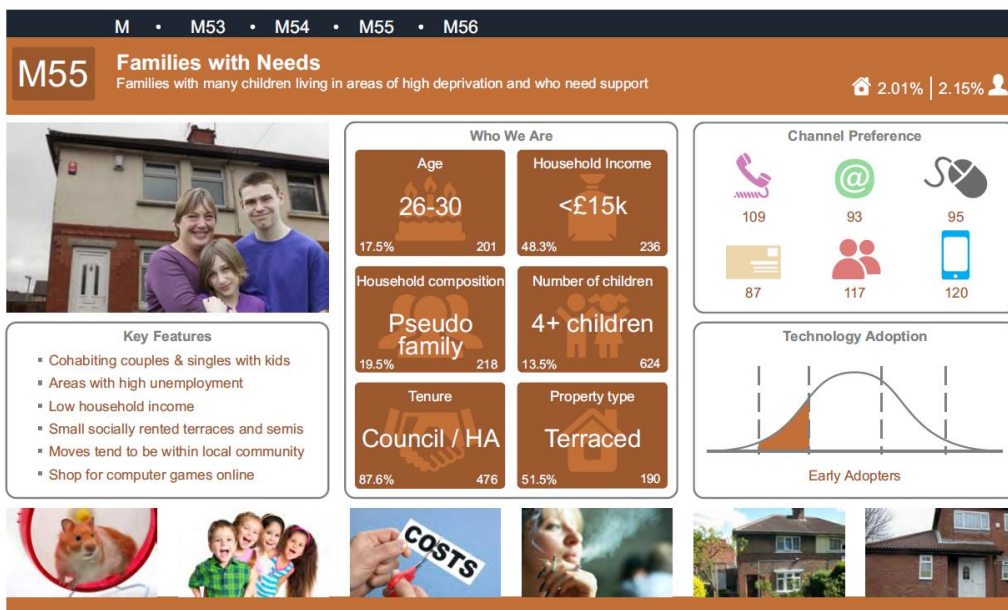 M • M53 • M54 • M55 • M56
M55
Families with Needs
Families with many children living in areas of high deprivation and who need support
2.01% | 2.15%
Who We Are
Age
26-30
17.5% 201
Household Income
<£15k
48.3% 236
Household composition
Pseudo
family
19.5% 218
Number of children
4+ children
13.5% 624
Tenure
Council / HA
87.6% 476
Property type
Terraced
51.5% 190
Channel Preference
@
109 93 95
87 117 120
Key Features
▪ Cohabiting couples & singles with kids
▪ Areas with high unemployment
▪ Low household income
▪ Small socially rented terraces and semis
▪ Moves tend to be within local community
▪ Shop for computer games online
Technology Adoption
Early Adopters
COSTS